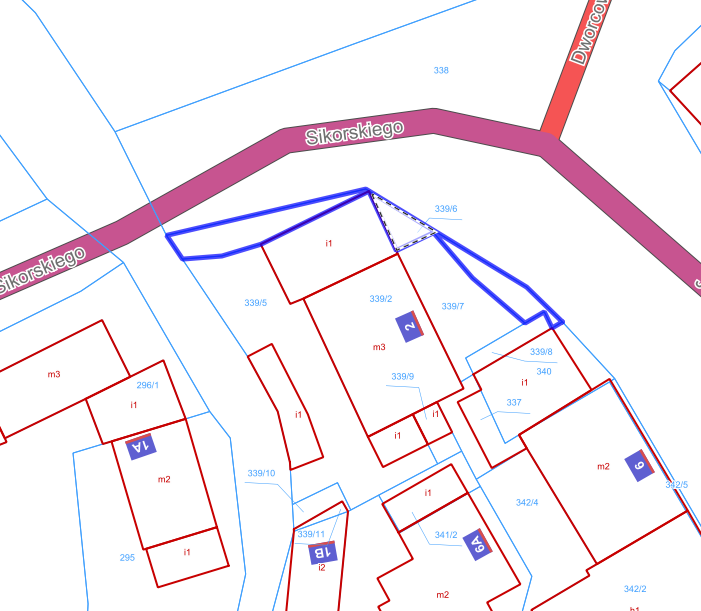 Dworcow
338
Sikorskiego
339/6
i1
Sikorskiego
339/5
339/2
339/7
2
m3
339/8
340
m3
296/1
339/9
i1
337
i1
i1
i1
i1
1A
m2
6
339/10
m2
342/5
i1
342/4
339/11
341/2
6A
1B
i1
295
i2
342/2
m2
h1